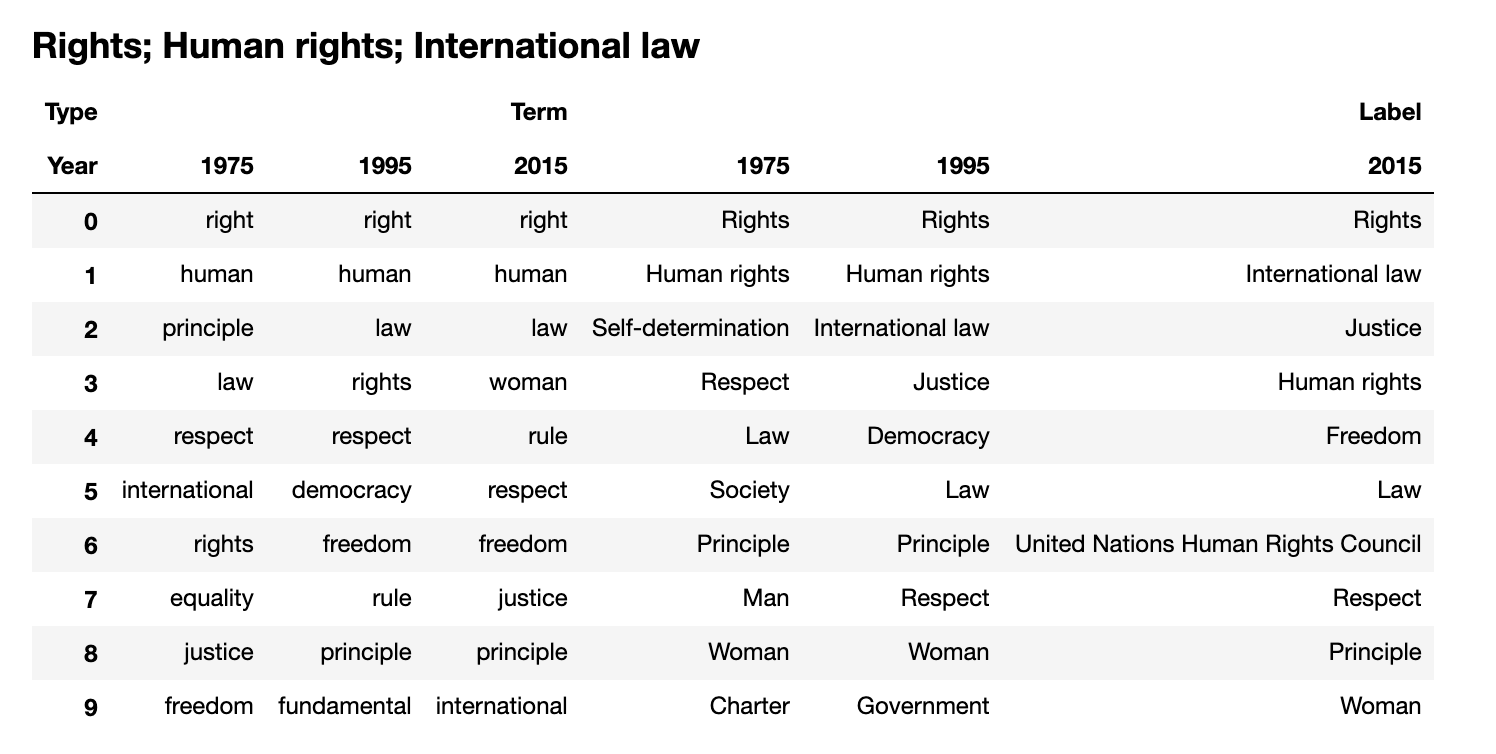 Rights; Human rights; International law
Type Term Label
Year 1975 1995 2015 1975 1995 2015
0 right right right Rights Rights Rights
1 human human human Human rights Human rights International law
2 principle law law Self-determination International law Justice
3 law rights woman Respect Justice Human rights
4 respect respect rule Law Democracy Freedom
5 international democracy respect Society Law Law
6 rights freedom freedom Principle Principle United Nations Human Rights Council
7 equality rule justice Man Respect Respect
8 justice principle principle Woman Woman Principle
9 freedom fundamental international Charter Government Woman